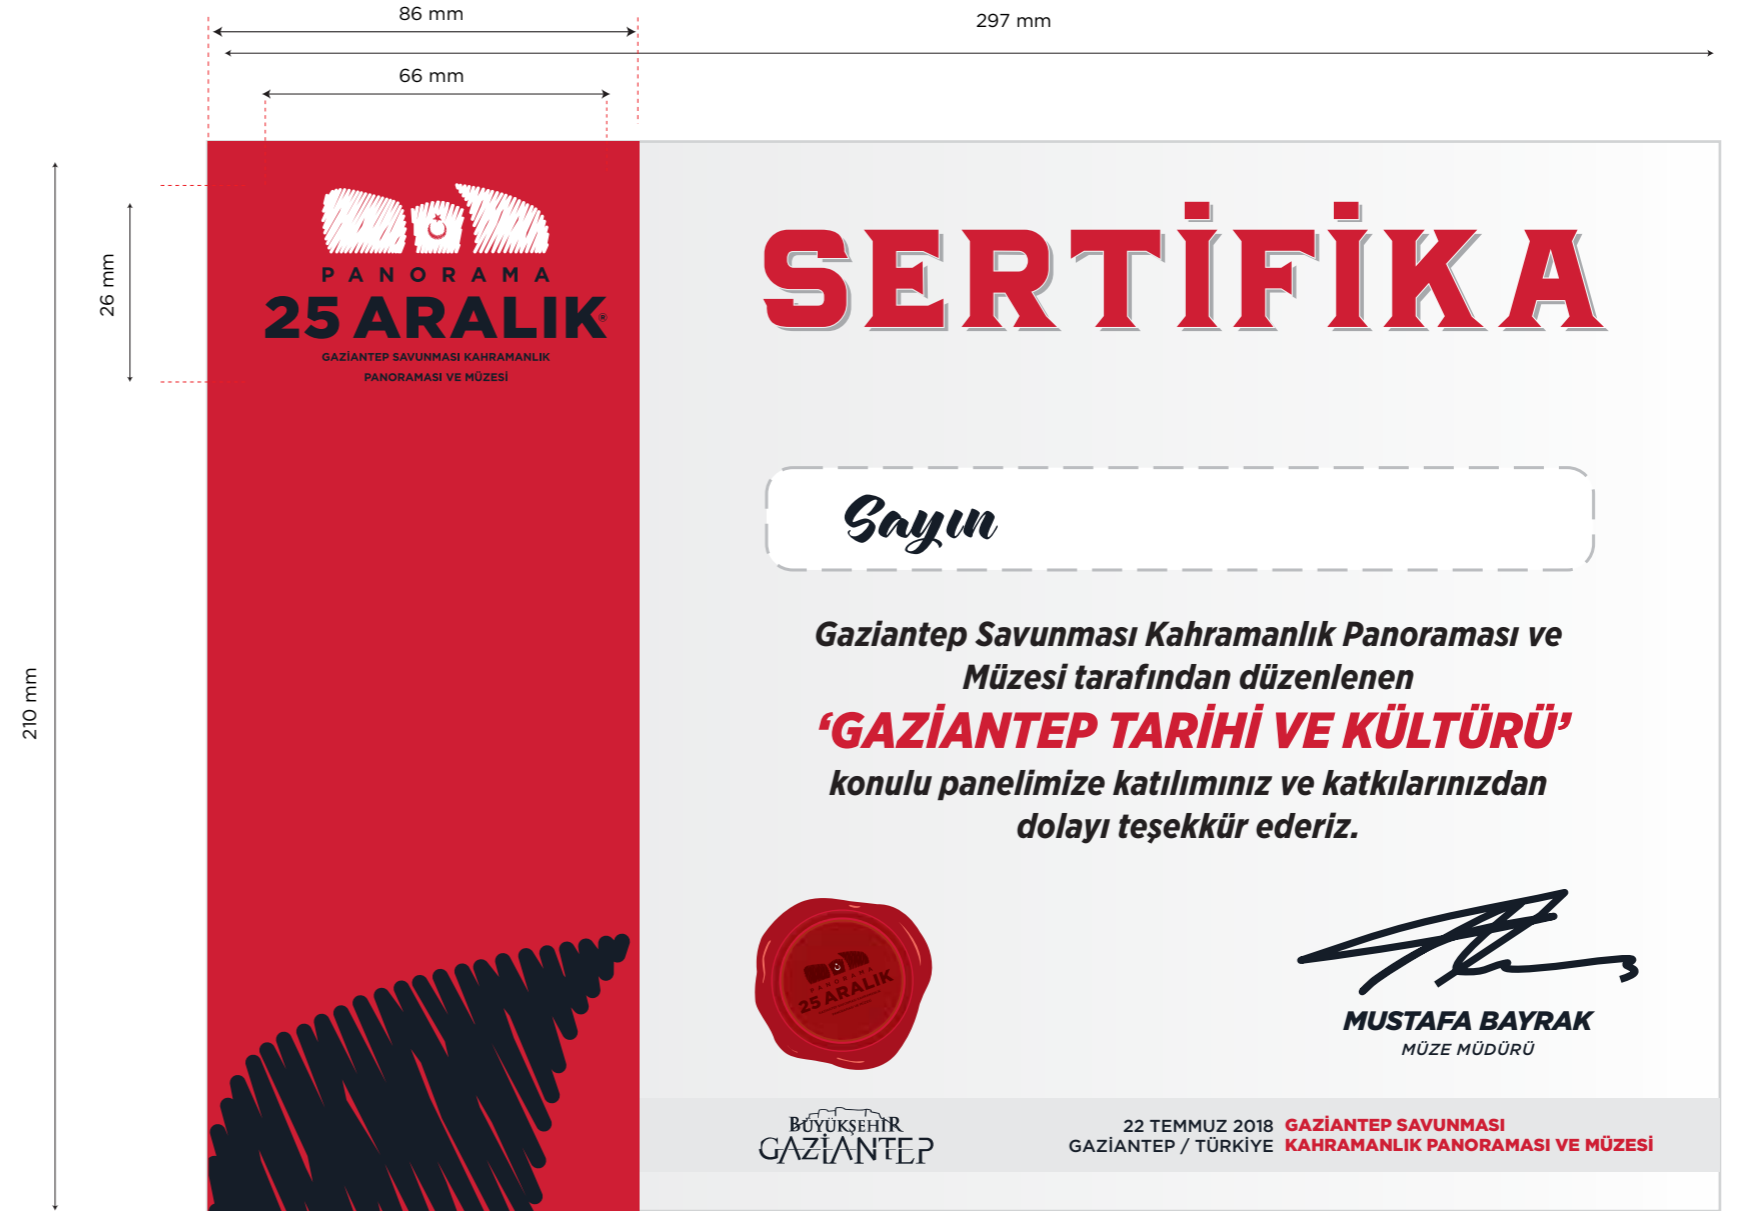 86 mm
297 mm
66 mm
26 mm
210 mm
PANORAMA
25 ARALIK®
GAZİANTEP SAVUNMASI KAHRAMANLIK
PANORAMASI VE MÜZESİ
SERTİFİKA
Sayın
Gaziantep Savunması Kahramanlık Panoraması ve
Müzesi tarafından düzenlenen
‘GAZİANTEP TARİHİ VE KÜLTÜRÜ’
konulu panelimize katılımınız ve katkılarınızdan
dolayı teşekkür ederiz.
PANORAMA
25 ARALIK
MUSTAFA BAYRAK
MÜZE MÜDÜRÜ
BÜYÜKŞEHİR
GAZİANTEP
22 TEMMUZ 2018 GAZİANTEP SAVUNMASI
GAZİANTEP / TÜRKİYE KAHRAMANLIK PANORAMASI VE MÜZESİ